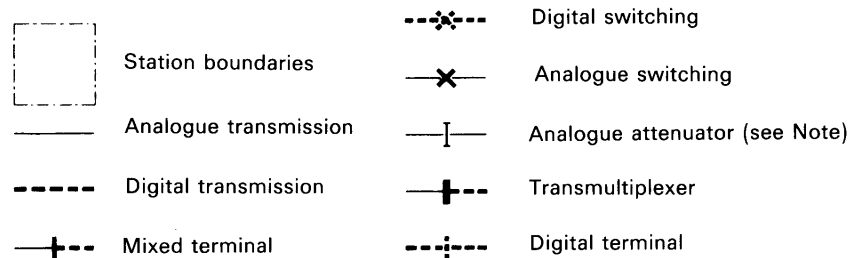 Station boundaries
Analogue transmission
Digital transmission
Mixed terminal
Digital switching
Analogue switching
Analogue attenuator (see Note)
Transmultiplexer
Digital terminal